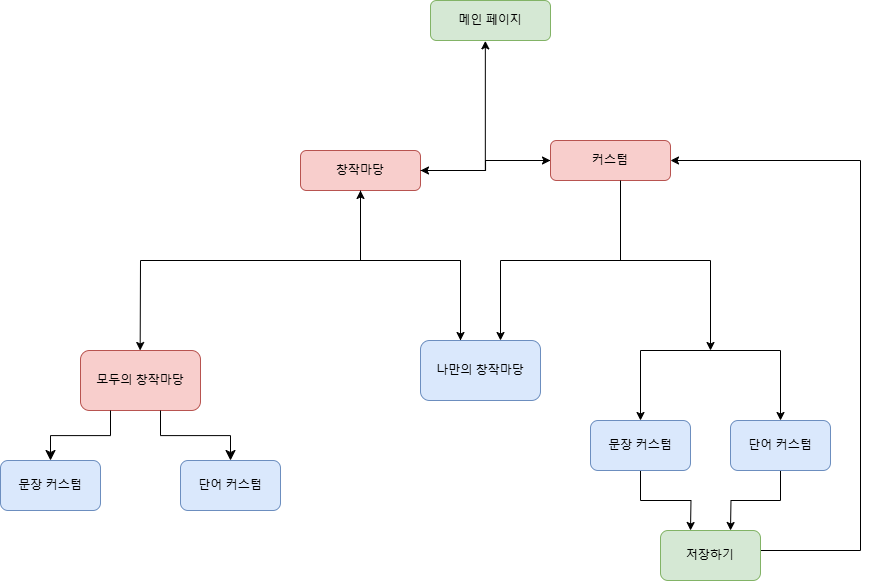 메인 페이지
창작마당
커스텀
모두의 창작마당
나만의 창작마당
문장 커스텀
단어 커스텀
문장 커스텀
단어 커스텀
저장하기